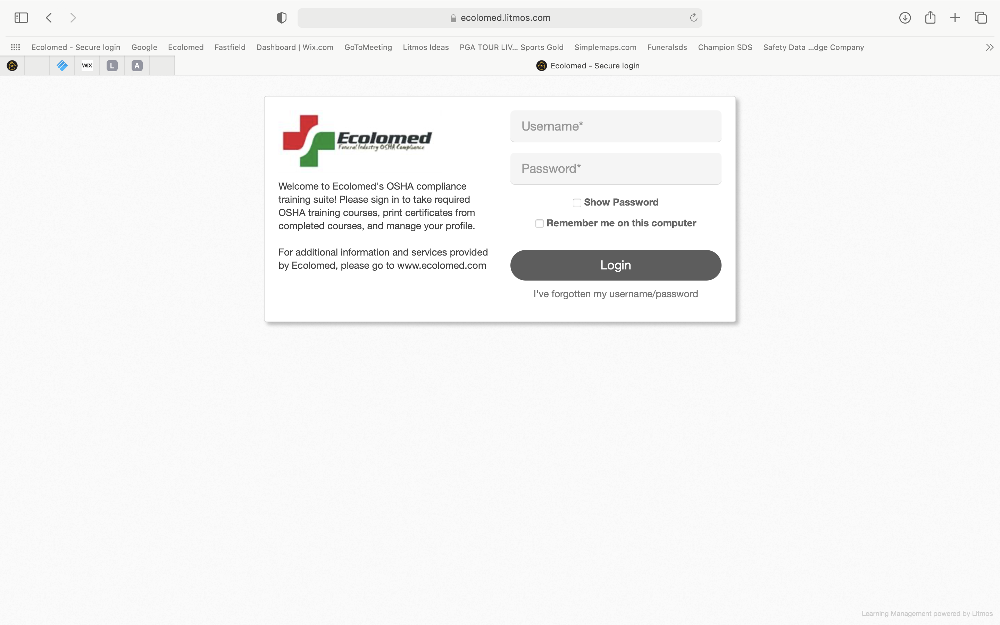 ecolomed.litmos.com
Ecolomed - Secure login
Google
Ecolomed
Fastfield
Dashboard | Wix.com
GoToMeeting
Litmos Ideas
PGA TOUR LIV... Sports Gold
Simplemaps.com
Funeralsds
Champion SDS
Safety Data ...dge Company
WIX
L
A
Ecolomed - Secure login
Ecolomed
Funeral Industry OSHA Compliance
Welcome to Ecolomed's OSHA compliance
training suite! Please sign in to take required
OSHA training courses, print certificates from
completed courses, and manage your profile.
For additional information and services provided
by Ecolomed, please go to www.ecolomed.com
Username*
Password*
Show Password
Remember me on this computer
Login
I've forgotten my username/password
Learning Management powered by Litmos